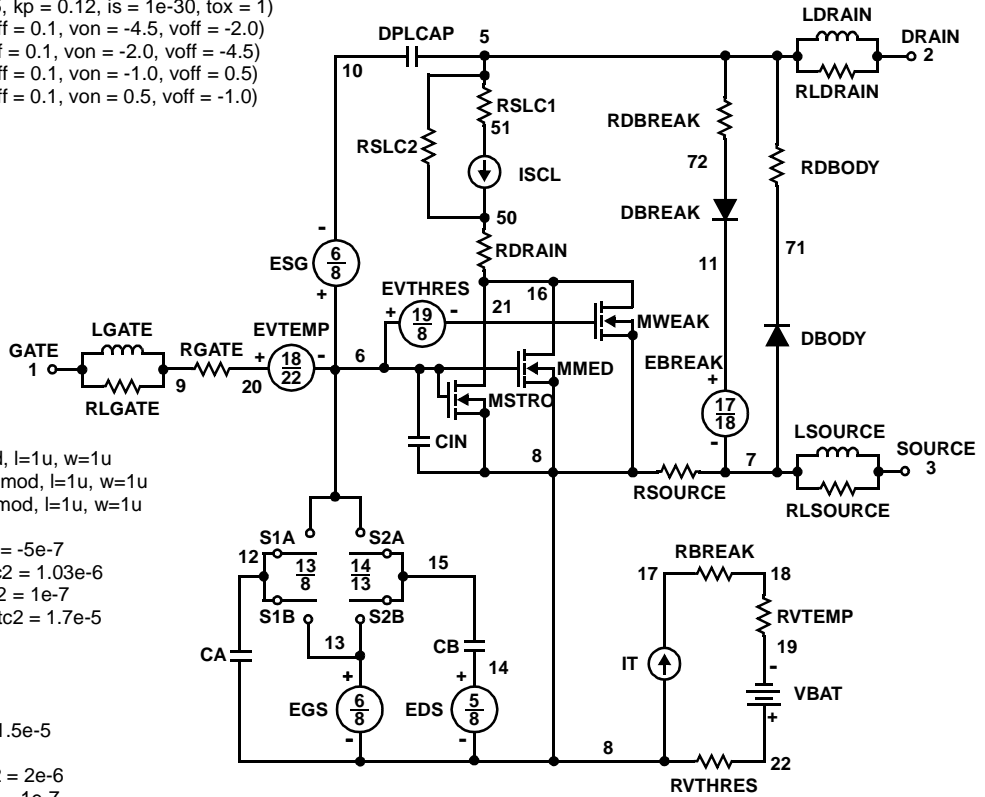 5, kp = 0.12, is = 1e-30, tox = 1)
off = 0.1, von = -4.5, voff = -2.0)
ff = 0.1, von = -2.0, voff = -4.5)
ff = 0.1, von = -1.0, voff = 0.5)
ff = 0.1, von = 0.5, voff = -1.0)
DPLCAP
5
10
LDRAIN
DRAIN
2
RLDRAIN
RSLC1
51
RSLC2
ISCL
50
RDBREAK
72
RDBODY
DBREAK
71
11
RDRAIN
-
ESG
6
8
+
EVTHRES
+
19
8
-
21
16
MWEAK
LGATE
GATE
1
RLGATE
9
RGATE
20
EVTEMP
+
18
22
-
6
MMED
MSTRO
EBREAK
+
17
18
-
DBODY
CIN
8
RSOURCE
7
LSOURCE
SOURCE
3
RLSOURCE
d, l=1u, w=1u
mod, l=1u, w=1u
mod, l=1u, w=1u
= -5e-7
c2 = 1.03e-6
2 = 1e-7
tc2 = 1.7e-5
S1A
S2A
12
13
8
14
13
15
S1B
S2B
13
CA
CB
14
+
EGS
6
8
-
+
EDS
5
8
-
8
RBREAK
17
18
RVTEMP
19
IT
-
VBAT
+
22
RVTHRES
1.5e-5
2 = 2e-6